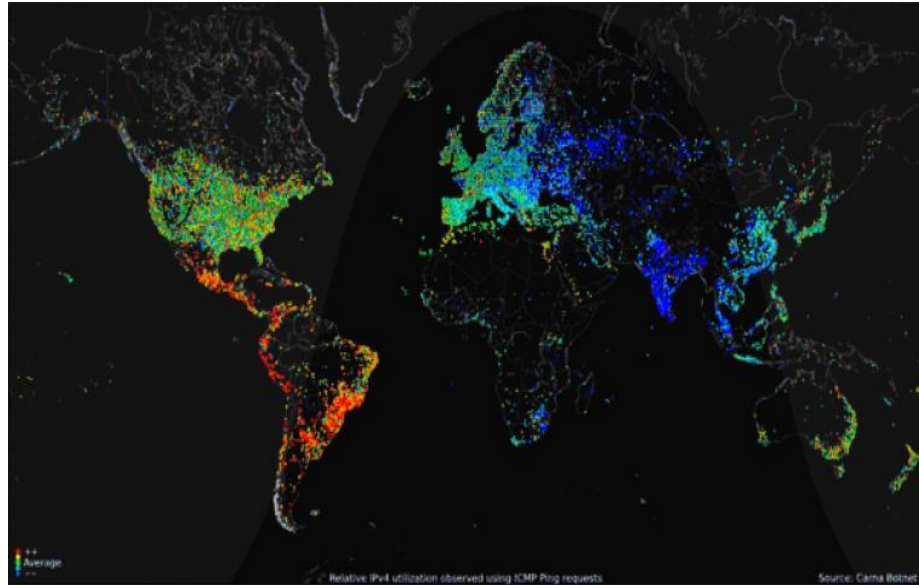 ++
Average
--
Relative IPv4 utilization observed using ICMP Ping requests
Source: Carna Botnet